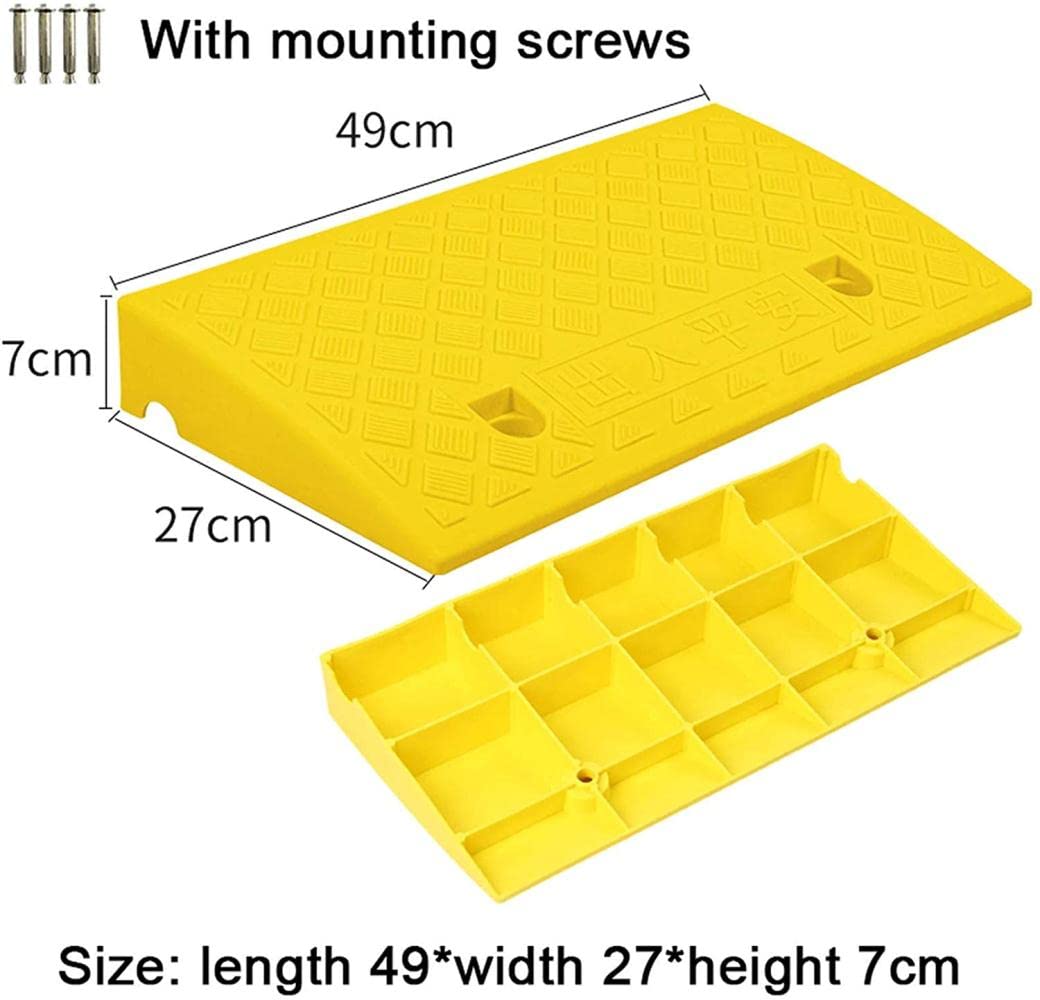 With mounting screws
49cm
7cm
出入平安
27cm
Size: length 49*width 27*height 7cm